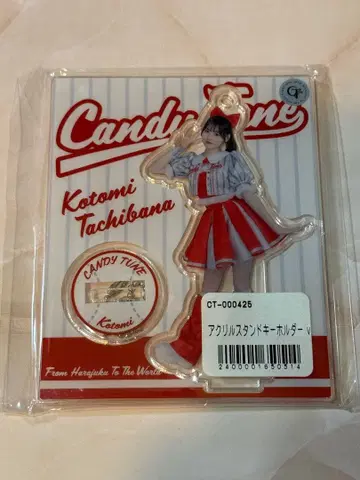 Candy Tune
Kotomi
Tachibana
CANDY TUNE
Kotomi
CT-000425
アクリルスタンドキーホルダー v
2400001650514
From Harajuku To The World